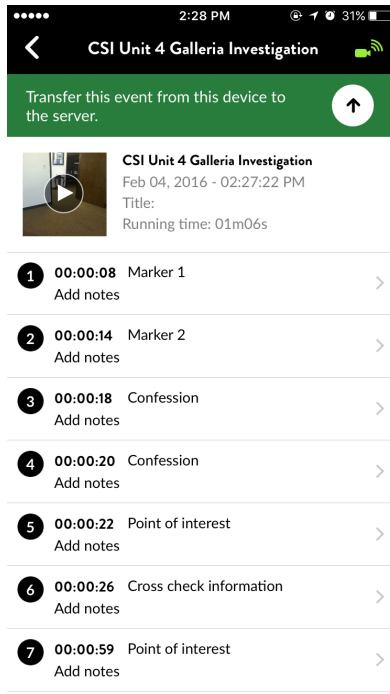 2:28 PM 31%
CSI Unit 4 Galleria Investigation
Transfer this event from this device to
the server.
CSI Unit 4 Galleria Investigation
Feb 04, 2016 - 02:27:22 PM
Title:
Running time: 01m06s
1 00:00:08 Marker 1
Add notes
2 00:00:14 Marker 2
Add notes
3 00:00:18 Confession
Add notes
4 00:00:20 Confession
Add notes
5 00:00:22 Point of interest
Add notes
6 00:00:26 Cross check information
Add notes
7 00:00:59 Point of interest
Add notes